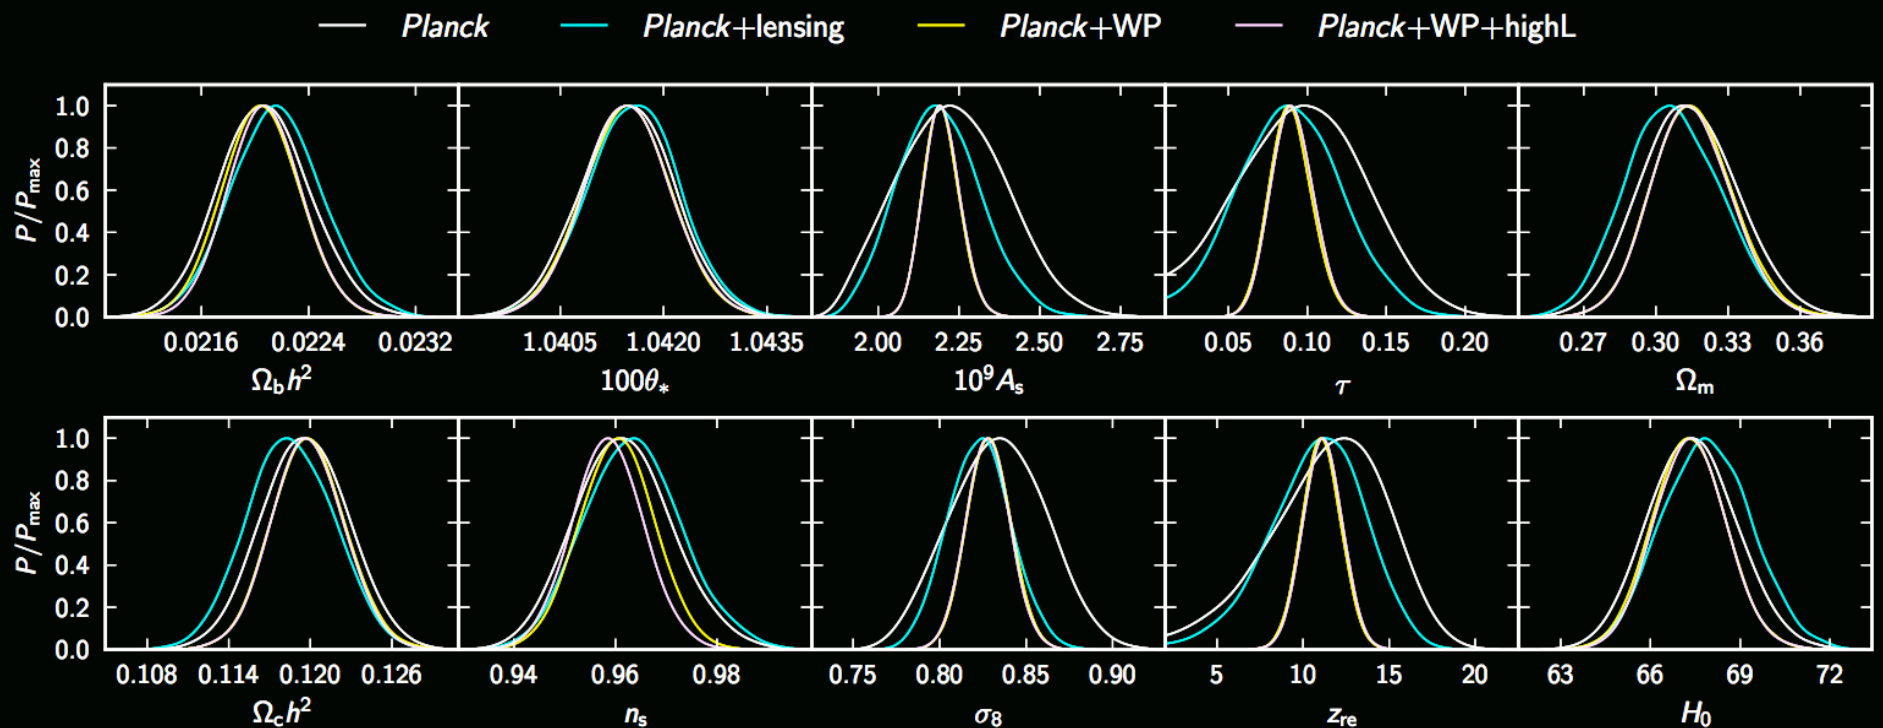 Planck Planck+lensing Planck+WP Planck+WP+highL
P/Pmax
1.0
0.8
0.6
0.4
0.2
0.0
0.0216 0.0224 0.0232 1.0405 1.0420 1.0435 2.00 2.25 2.50 2.75 0.05 0.10 0.15 0.20 0.27 0.30 0.33 0.36
Ωbh² 100θ* 10⁹As τ Ωm
P/Pmax
1.0
0.8
0.6
0.4
0.2
0.0
0.108 0.114 0.120 0.126 0.94 0.96 0.98 0.75 0.80 0.85 0.90 5 10 15 20 63 66 69 72
Ωch² ns σ8 zre H0